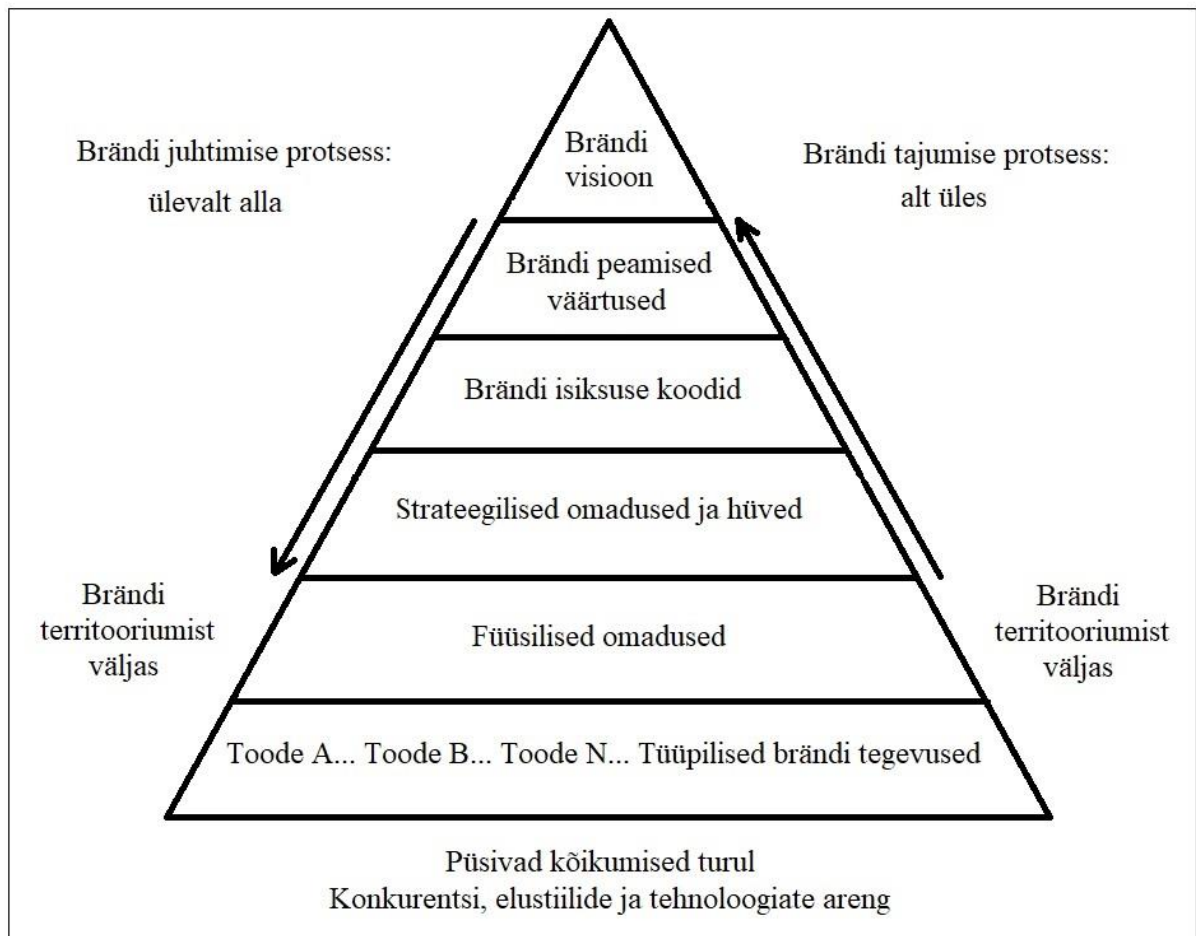 Brändi juhtimise protsess:
ülevalt alla
Brändi
visioon
Brändi tajumise protsess:
alt üles
Brändi peamised
väärtused
Brändi isiksuse koodid
Strateegilised omadused ja hüved
Brändi
territooriumist
väljas
Füüsilised omadused
Brändi
territooriumist
väljas
Toode A... Toode B... Toode N... Tüüpilised brändi tegevused
Püsivad kõikumised turul
Konkurentsi, elustiilide ja tehnoloogiate areng